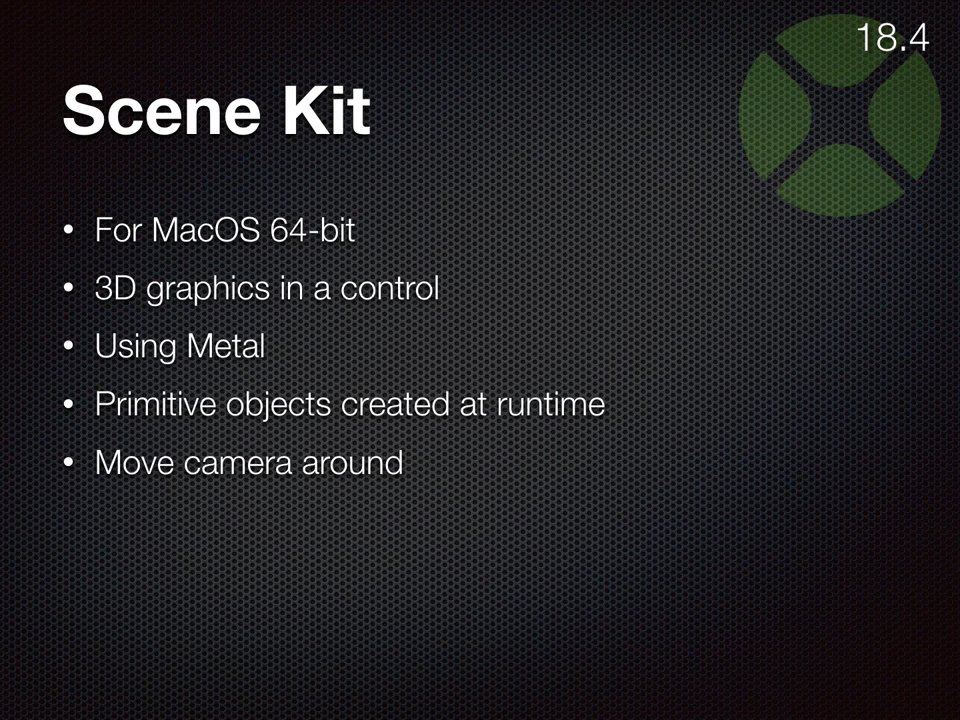 18.4
Scene Kit
• For MacOS 64-bit
• 3D graphics in a control
• Using Metal
• Primitive objects created at runtime
• Move camera around